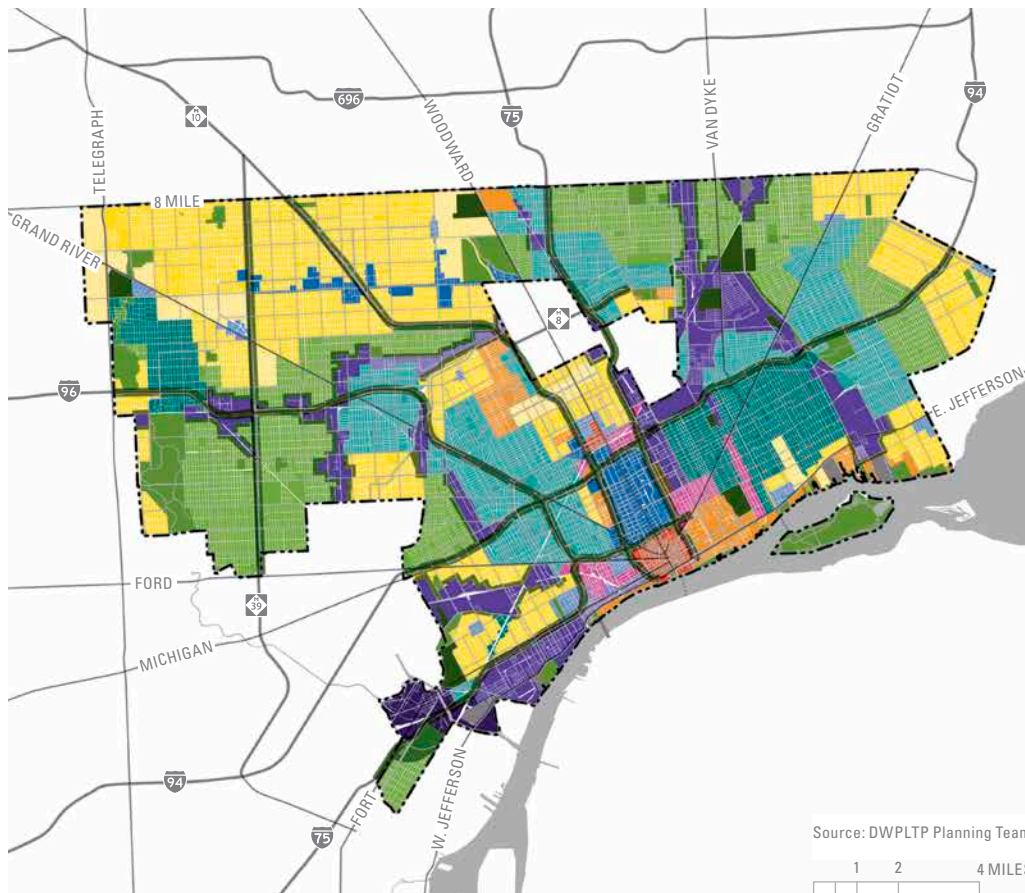 696
94
75
M
10
TELEGRAPH
WOODWARD
VAN DYKE
GRATIOT
8 MILE
GRAND RIVER
M
8
96
E. JEFFERSON
FORD
M
39
MICHIGAN
94
FORT
W. JEFFERSON
75
Source: DWPLTP Planning Team
1 2 4 MILES